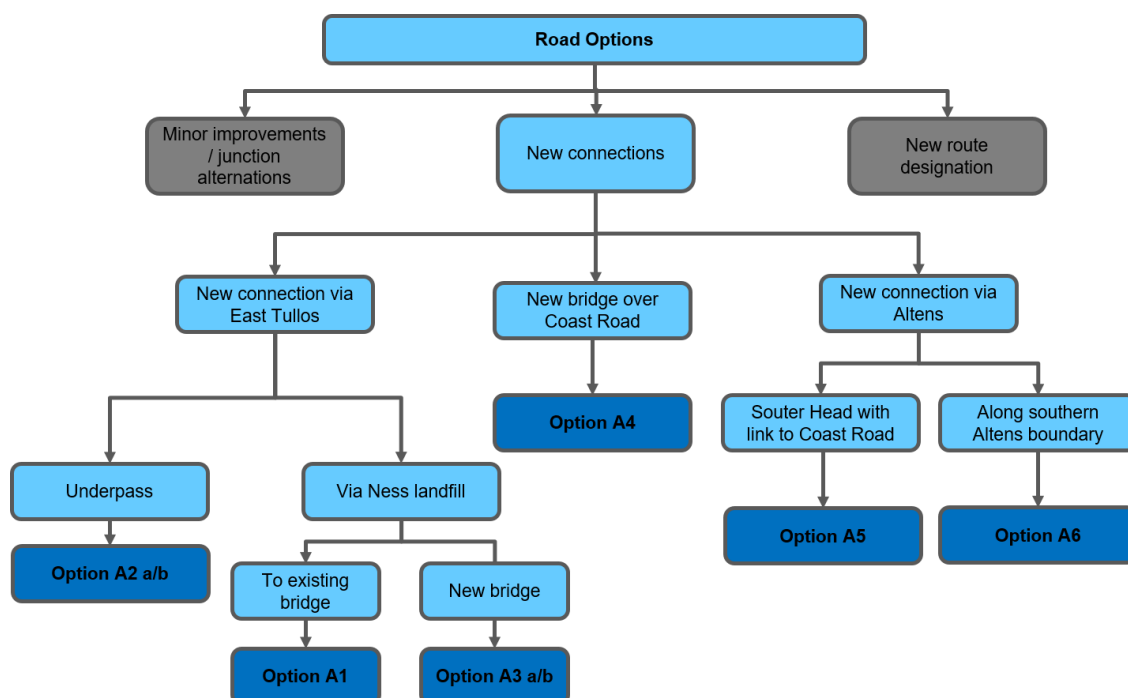 Road Options
Minor improvements
/ junction
alternations
New connections
New route
designation
New connection via
East Tullos
New bridge over
Coast Road
New connection via
Altens
Option A4
Souter Head with
link to Coast Road
Along southern
Altens boundary
Underpass
Via Ness landfill
Option A5
Option A6
Option A2 a/b
To existing
bridge
New bridge
Option A1
Option A3 a/b